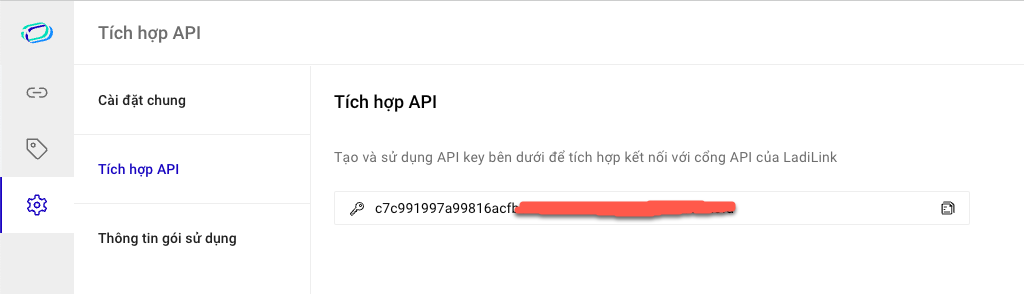 Tích hợp API
Cài đặt chung
Tích hợp API
Thông tin gói sử dụng
Tích hợp API
Tạo và sử dụng API key bên dưới để tích hợp kết nối với cổng API của LadiLink
c7c991997a99816acfb